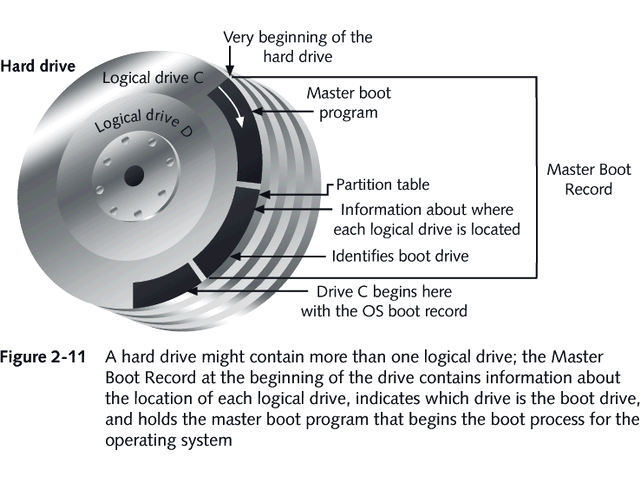 Very beginning of the
hard drive
Hard drive
Logical drive C
Logical drive D
Master boot
program
Master Boot
Record
Partition table
Information about where
each logical drive is located
Identifies boot drive
Drive C begins here
with the OS boot record
Figure 2-11 A hard drive might contain more than one logical drive; the Master
Boot Record at the beginning of the drive contains information about
the location of each logical drive, indicates which drive is the boot drive,
and holds the master boot program that begins the boot process for the
operating system